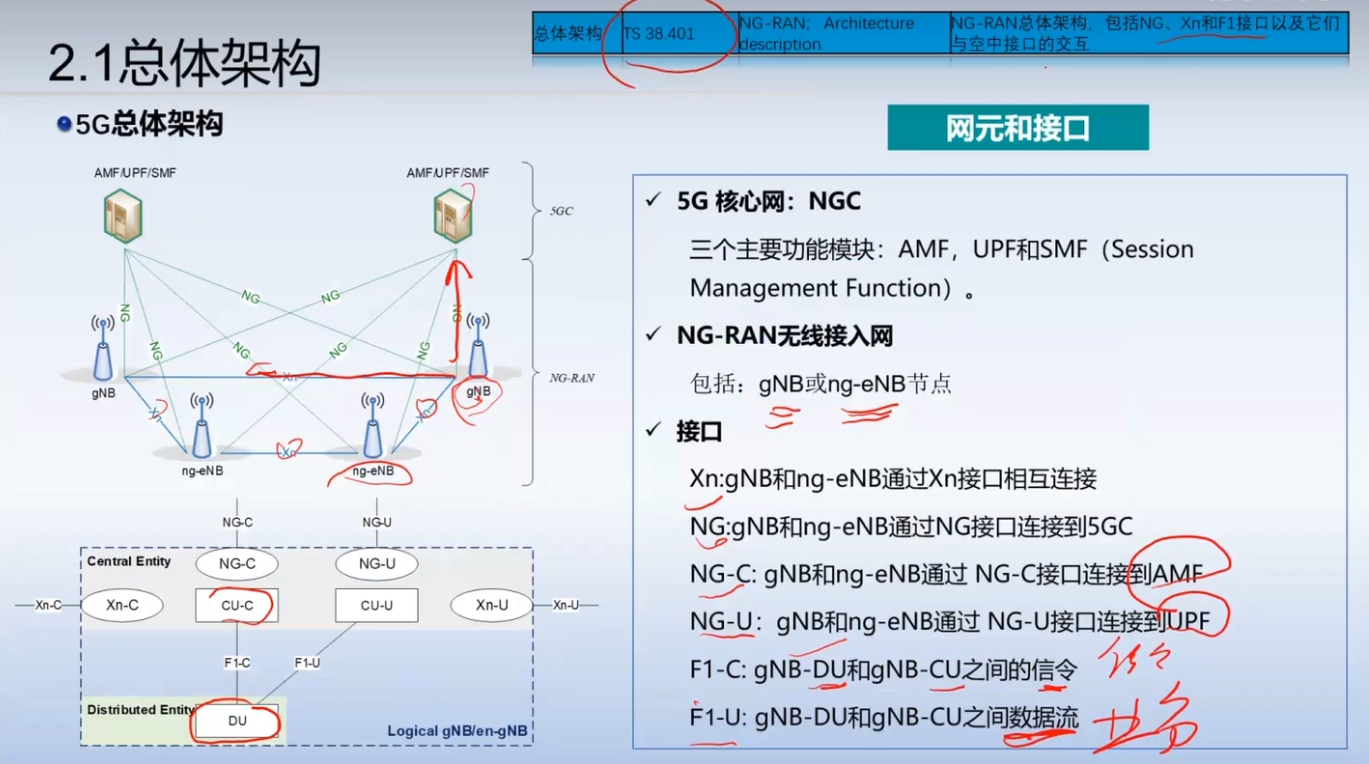 2.1总体架构
总体架构 TS 38.401 NG-RAN; Architecture description NG-RAN总体架构, 包括NG、Xn和F1接口以及它们与空中接口的交互
5G总体架构
AMF/UPF/SMF
AMF/UPF/SMF
5GC
NG
NG
NG
NG
NG
NG
NG
NG
NG-RAN
gNB
Xn
gNB
Xn
Xn
ng-eNB
Xn
ng-eNB
NG-C
NG-U
Central Entity
NG-C
NG-U
Xn-C
Xn-C
CU-C
CU-U
Xn-U
Xn-U
F1-C
F1-U
Distributed Entity
DU
Logical gNB/en-gNB
网元和接口
✓ 5G 核心网：NGC
三个主要功能模块：AMF，UPF和SMF（Session
Management Function）。
✓ NG-RAN无线接入网
包括：gNB或ng-eNB节点
✓ 接口
Xn:gNB和ng-eNB通过Xn接口相互连接
NG:gNB和ng-eNB通过NG接口连接到5GC
NG-C: gNB和ng-eNB通过 NG-C接口连接到AMF
NG-U：gNB和ng-eNB通过 NG-U接口连接到UPF
F1-C: gNB-DU和gNB-CU之间的信令
信令
F1-U: gNB-DU和gNB-CU之间数据流
业务